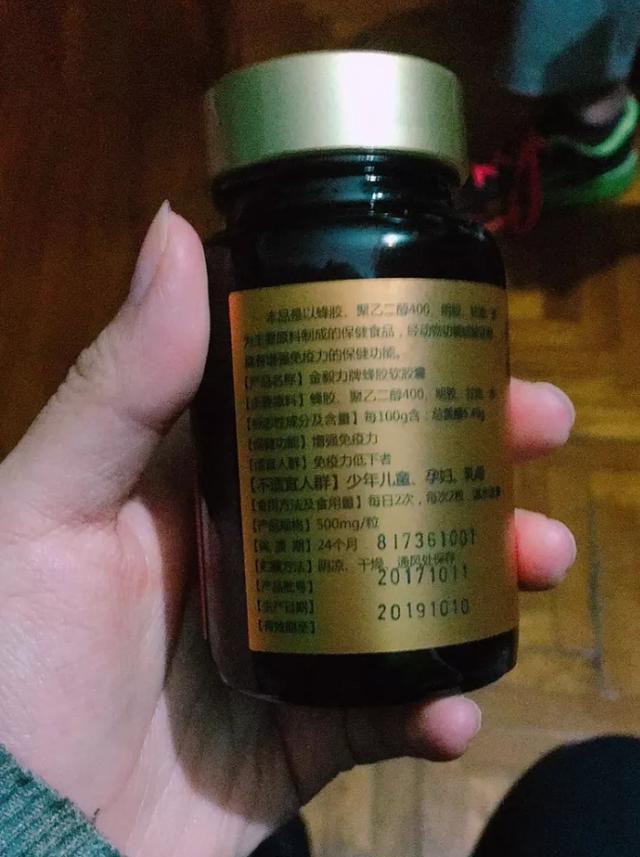 本品是以蜂胶、聚乙二醇400、明胶、甘油、水
为主要原料制成的保健食品，经动物功能试验证明，
具有增强免疫力的保健功能。
【产品名称】金毅力牌蜂胶软胶囊
【主要原料】蜂胶、聚乙二醇400、明胶、甘油、水
【标志性成分及含量】每100g含：总黄酮
【保健功能】增强免疫力
【适宜人群】免疫力低下者
【不适宜人群】少年儿童、孕妇、乳母
【食用方法及食用量】每日2次，每次2粒
【产品规格】500mg/粒
【保 质 期】24个月 817361001
【贮藏方法】阴凉、干燥、通风处保存
【产品批号】 20171011
【生产日期】 20191010
【有效期至】